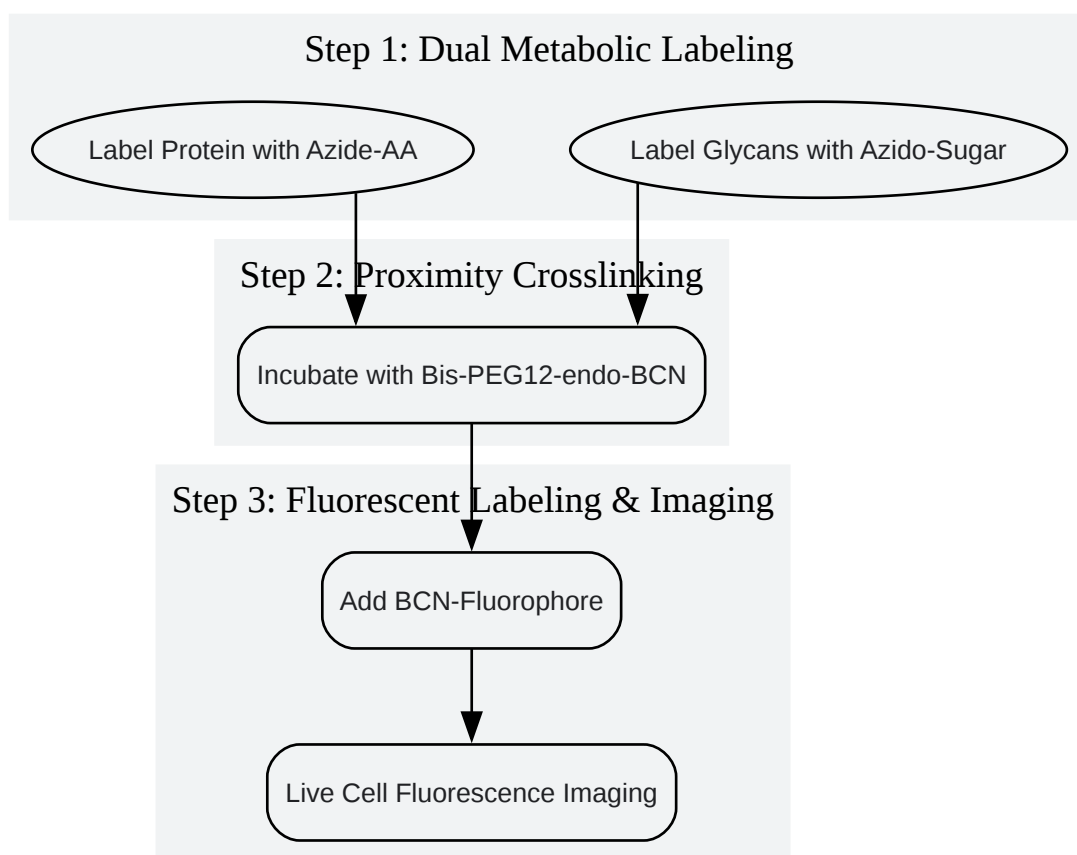 Step 1: Dual Metabolic Labeling
Label Protein with Azide-AA
Label Glycans with Azido-Sugar
Step 2: Proximity Crosslinking
Incubate with Bis-PEG12-endo-BCN
Step 3: Fluorescent Labeling & Imaging
Add BCN-Fluorophore
Live Cell Fluorescence Imaging